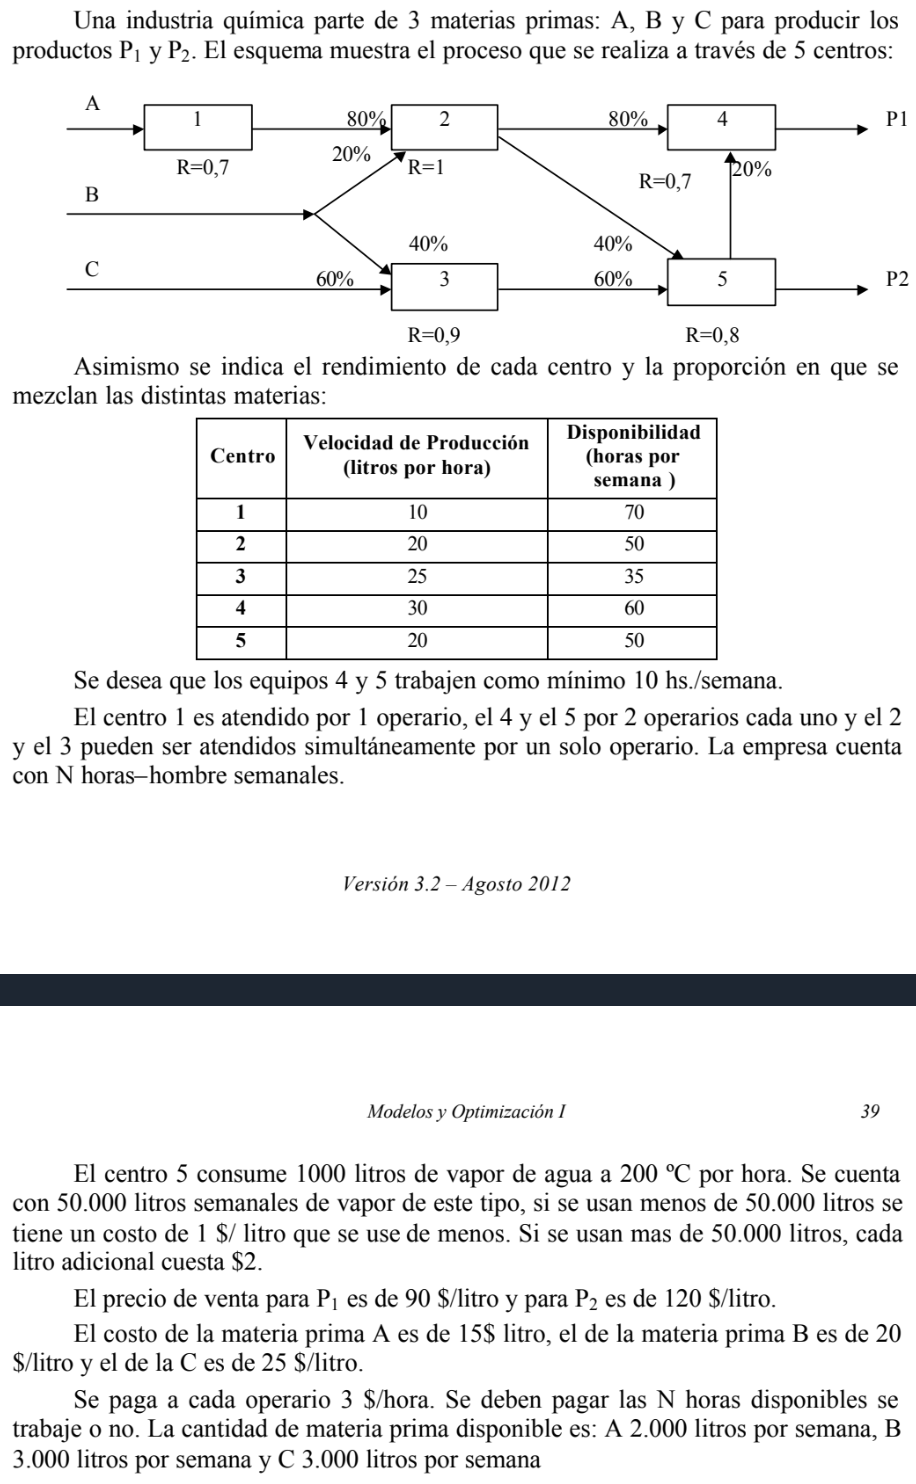 Una industria química parte de 3 materias primas: A, B y C para producir los
productos P1 y P2. El esquema muestra el proceso que se realiza a través de 5 centros:
A
1
80%
2
80%
4
P1
20%
R=0,7
R=1
R=0,7
20%
B
40%
40%
C
60%
3
60%
5
P2
R=0,9
R=0,8
Asimismo se indica el rendimiento de cada centro y la proporción en que se
mezclan las distintas materias:
Centro
Velocidad de Producción
(litros por hora)
Disponibilidad
(horas por
semana )
1 10 70
2 20 50
3 25 35
4 30 60
5 20 50
Se desea que los equipos 4 y 5 trabajen como mínimo 10 hs./semana.
El centro 1 es atendido por 1 operario, el 4 y el 5 por 2 operarios cada uno y el 2
y el 3 pueden ser atendidos simultáneamente por un solo operario. La empresa cuenta
con N horas–hombre semanales.
Versión 3.2 – Agosto 2012
Modelos y Optimización I 39
El centro 5 consume 1000 litros de vapor de agua a 200 ºC por hora. Se cuenta
con 50.000 litros semanales de vapor de este tipo, si se usan menos de 50.000 litros se
tiene un costo de 1 $/ litro que se use de menos. Si se usan mas de 50.000 litros, cada
litro adicional cuesta $2.
El precio de venta para P1 es de 90 $/litro y para P2 es de 120 $/litro.
El costo de la materia prima A es de 15$ litro, el de la materia prima B es de 20
$/litro y el de la C es de 25 $/litro.
Se paga a cada operario 3 $/hora. Se deben pagar las N horas disponibles se
trabaje o no. La cantidad de materia prima disponible es: A 2.000 litros por semana, B
3.000 litros por semana y C 3.000 litros por semana